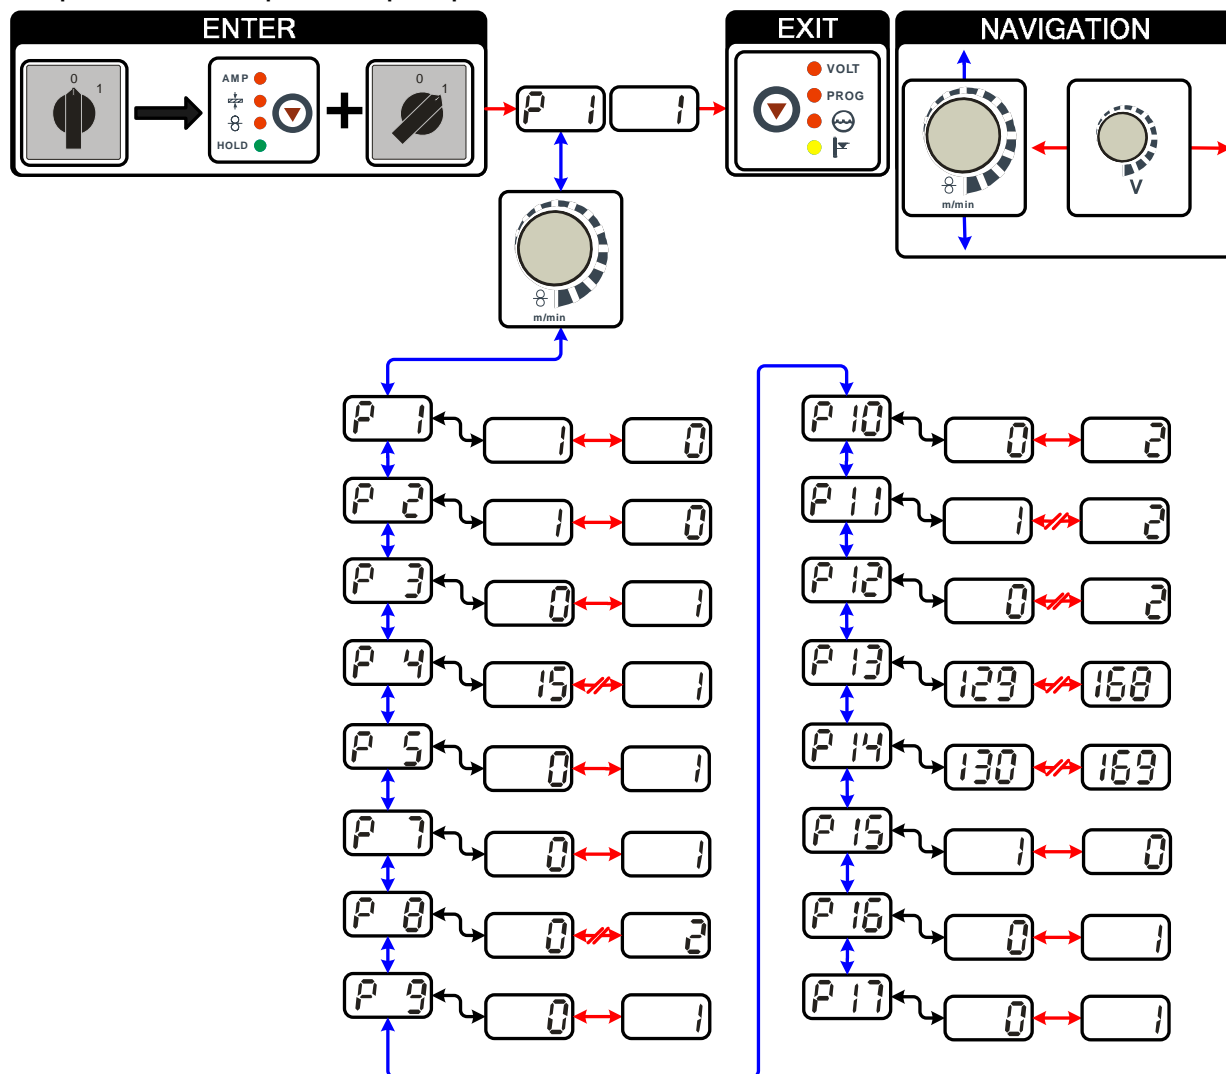 ENTER
EXIT
NAVIGATION
0
1
AMP
HOLD
0
1
P 1
1
VOLT
PROG
m/min
V
m/min
P 1 1 0
P 2 1 0
P 3 0 1
P 4 15 1
P 5 0 1
P 7 0 1
P 8 0 2
P 9 0 1
P 10 0 2
P 11 1 2
P 12 0 2
P 13 129 168
P 14 130 169
P 15 1 0
P 16 0 1
P 17 0 1